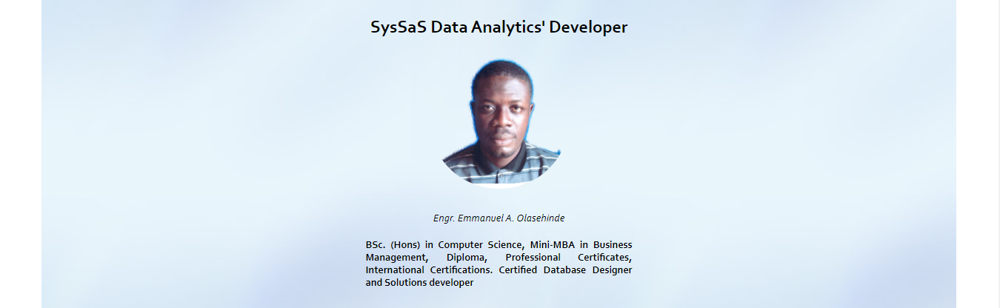 SysSaS Data Analytics' Developer
Engr. Emmanuel A. Olasehinde
BSc. (Hons) in Computer Science, Mini-MBA in Business
Management, Diploma, Professional Certificates,
International Certifications. Certified Database Designer
and Solutions developer